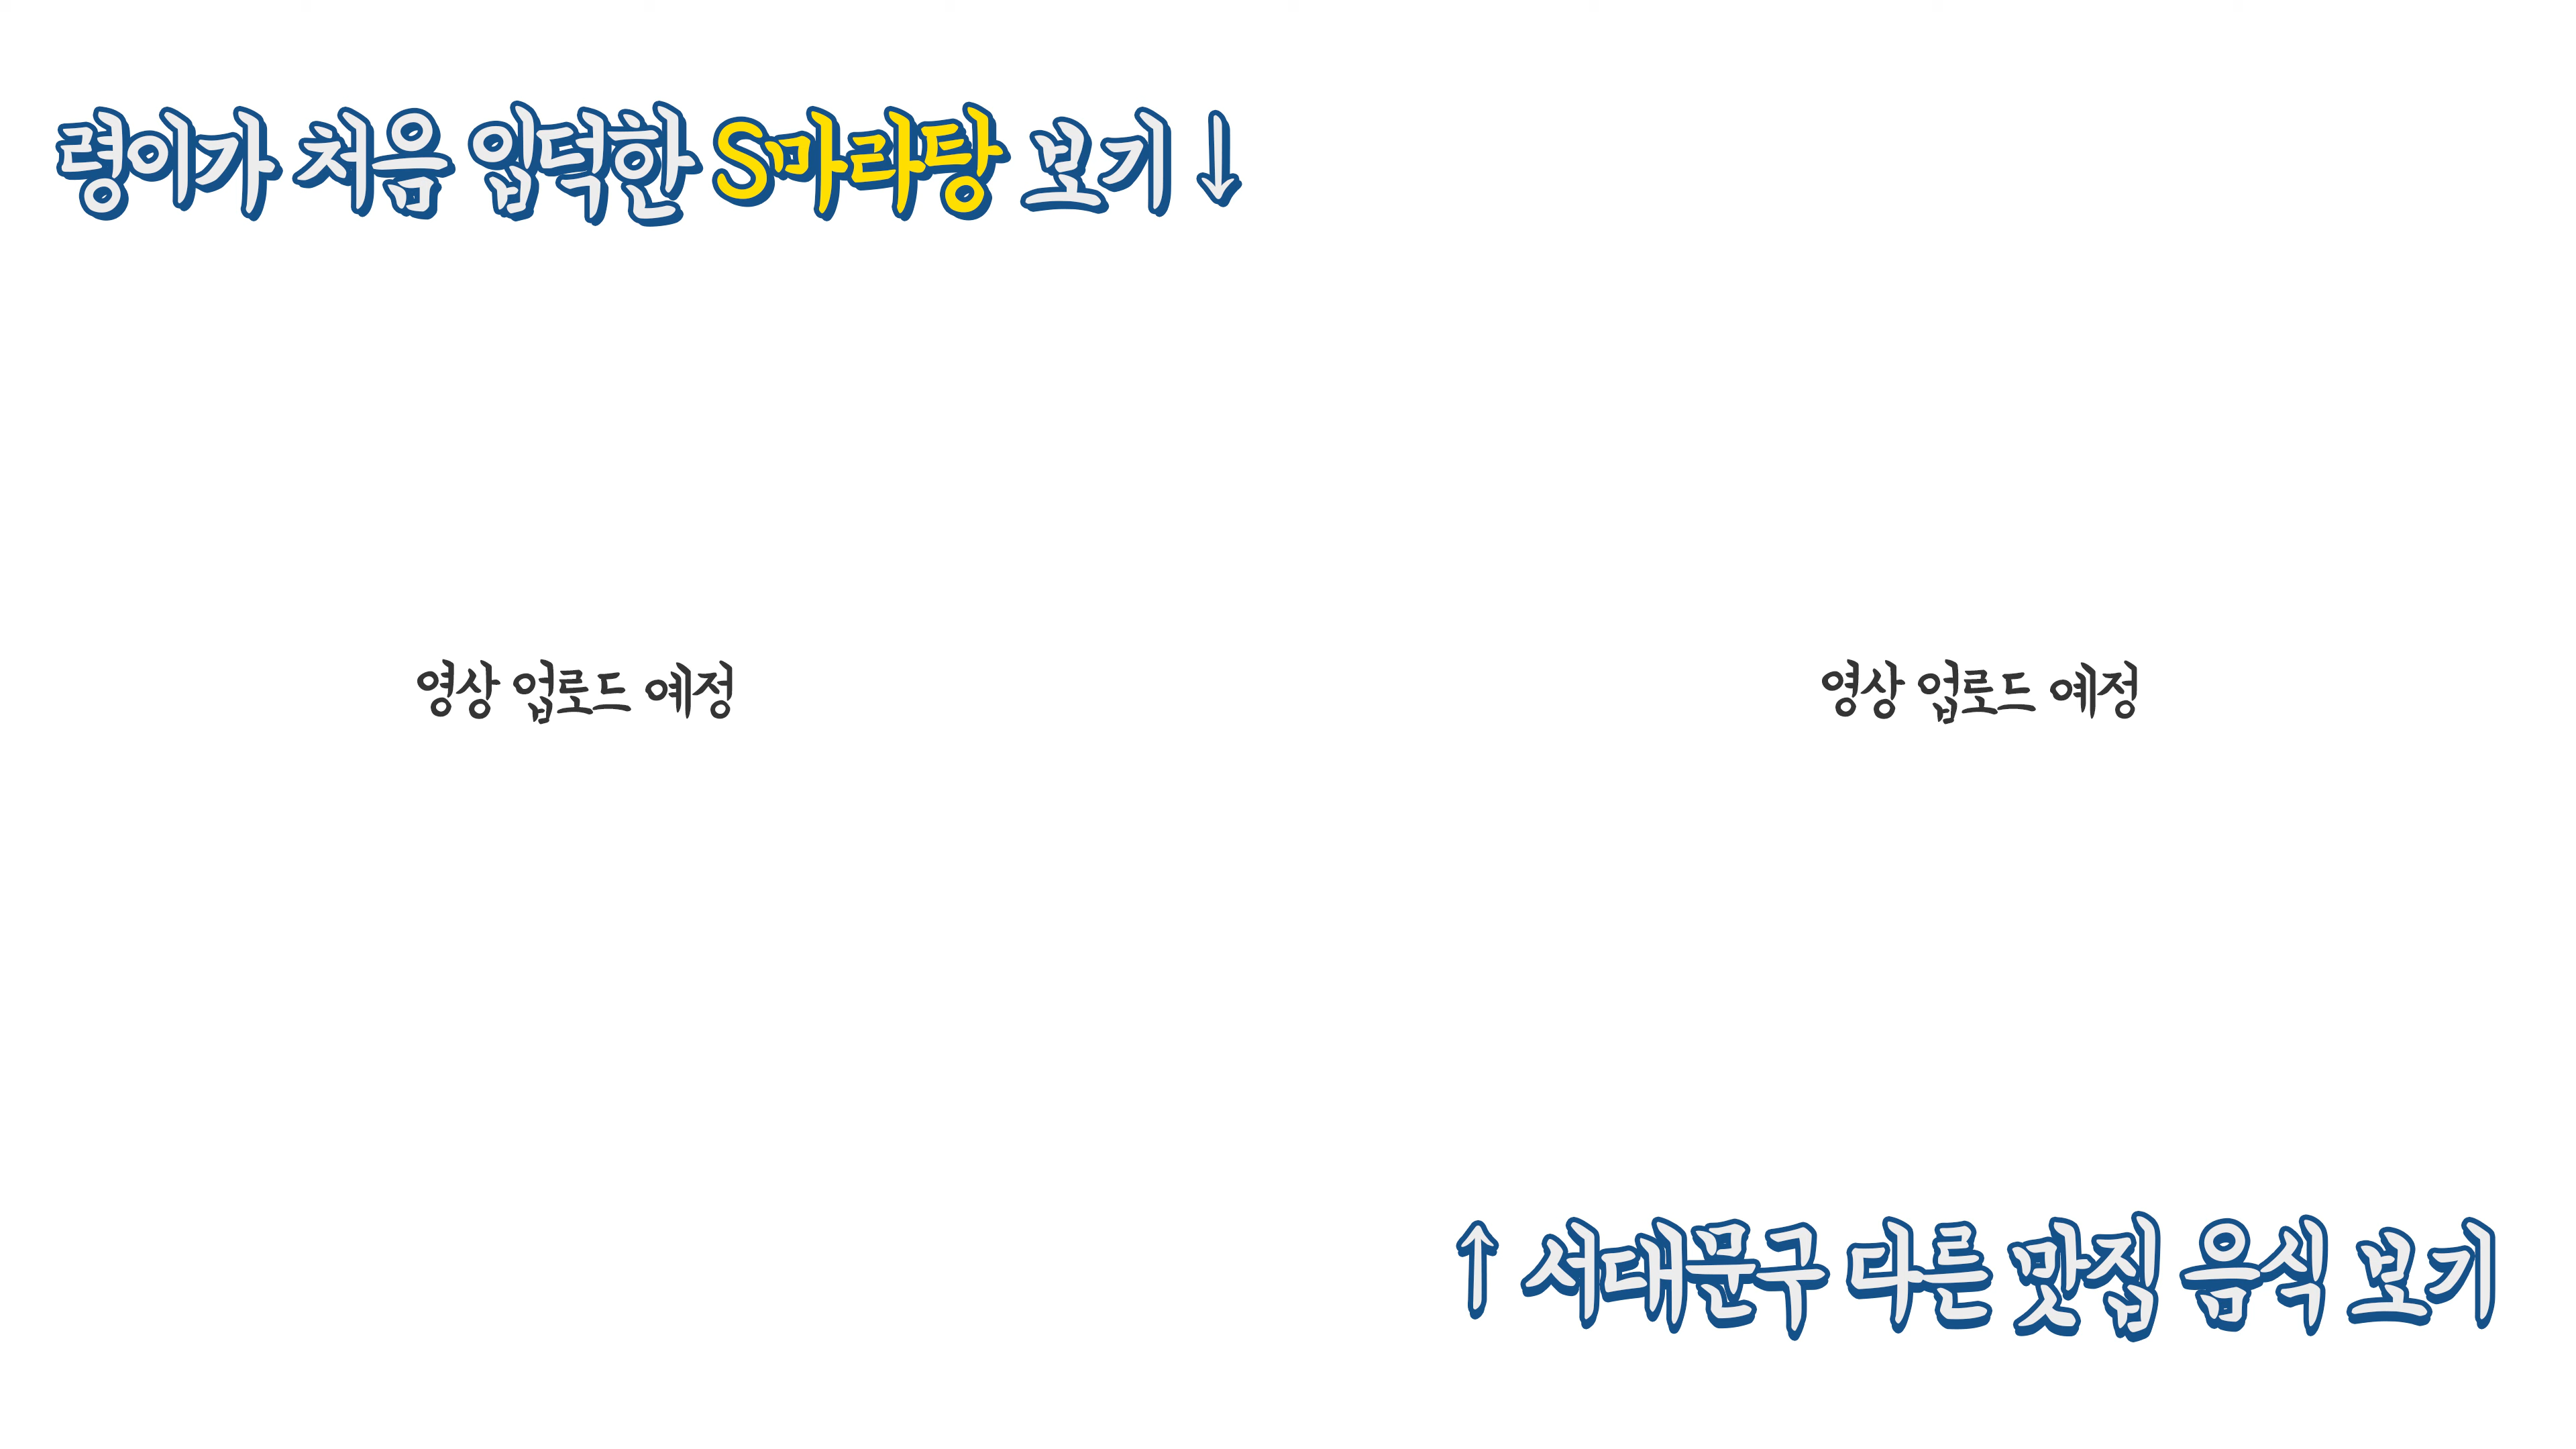 령이가 처음 입덕한 S마라탕 보기↓
영상 업로드 예정
영상 업로드 예정
↑ 서대문구 다른 맛집 음식 보기